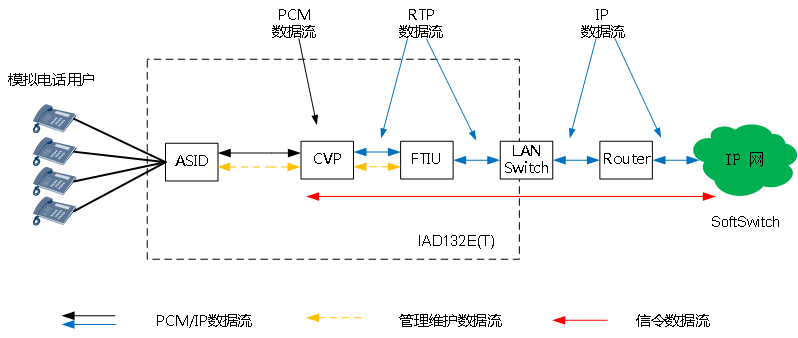 PCM
数据流
RTP
数据流
IP
数据流
模拟电话用户
ASID
CVP
FTIU
LAN
Switch
Router
IP 网
SoftSwitch
IAD132E(T)
PCM/IP数据流
管理维护数据流
信令数据流